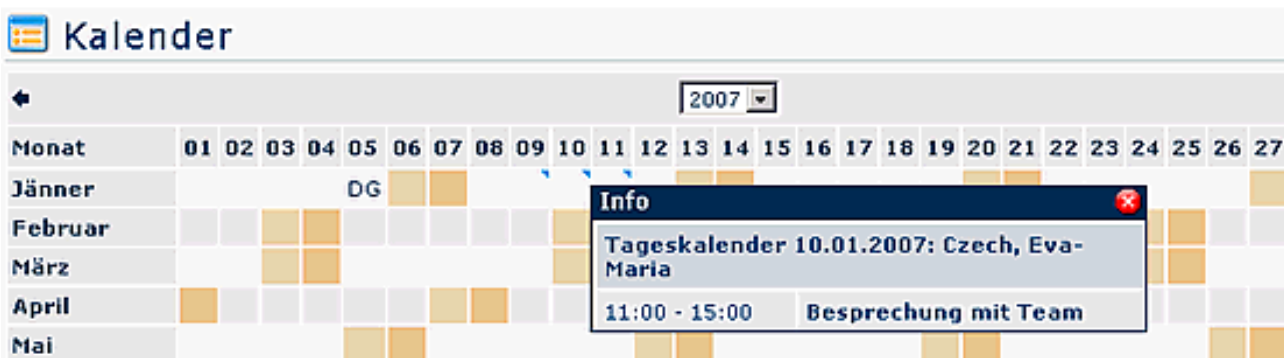 Kalender
2007
Monat 01 02 03 04 05 06 07 08 09 10 11 12 13 14 15 16 17 18 19 20 21 22 23 24 25 26 27
Jänner DG
Info
Februar
Tageskalender 10.01.2007: Czech, Eva-
Maria
März
April
11:00 - 15:00 Besprechung mit Team
Mai